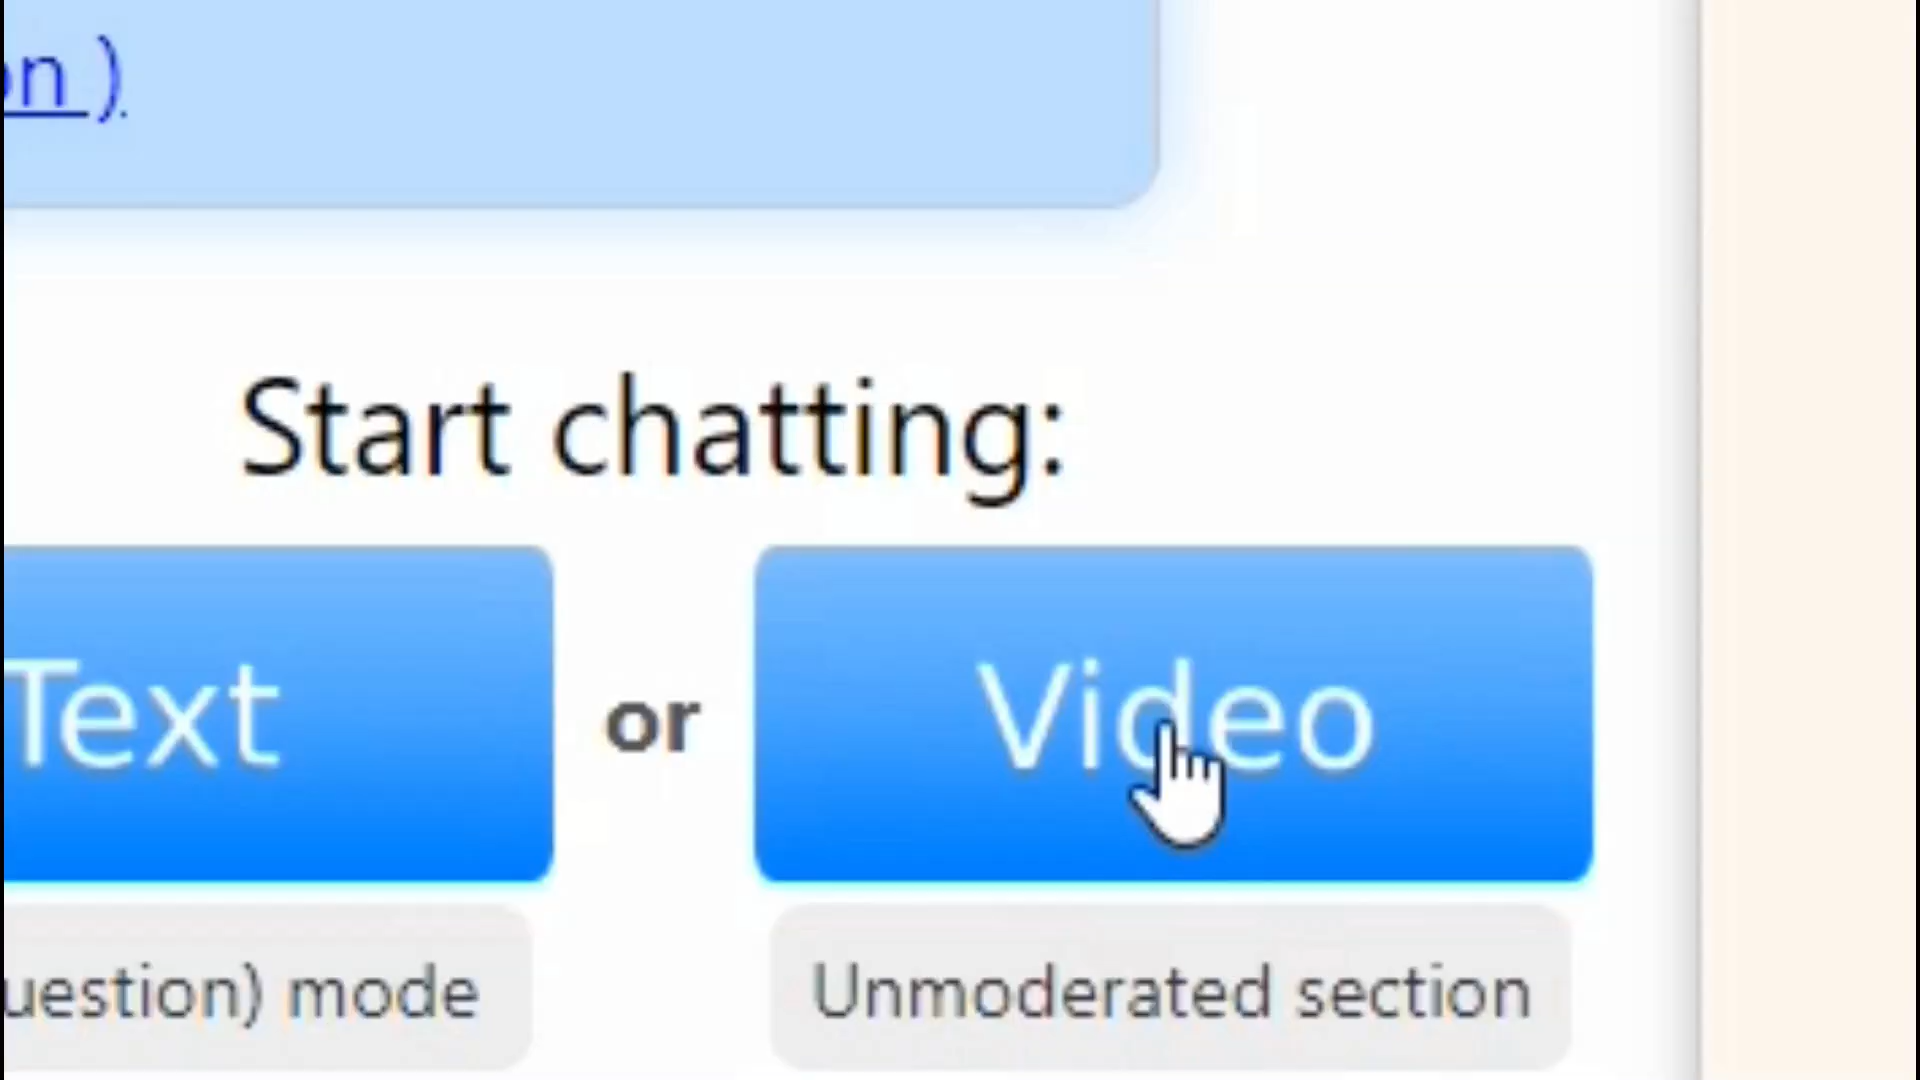 on )
Start chatting:
Text or Video
uestion) mode Unmoderated section